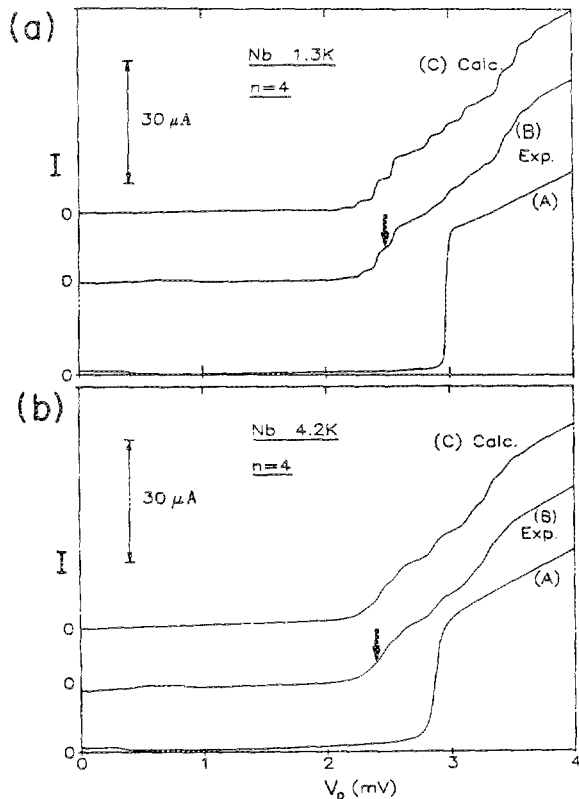 (a)
Nb 1.3K
n=4
(C) Calc.
30 μA
(B)
Exp.
(A)
I
0
0
0
(b)
Nb 4.2K
n=4
(C) Calc.
30 μA
(B)
Exp.
(A)
I
0
0
0
0 1 2 3 4
Vo (mV)